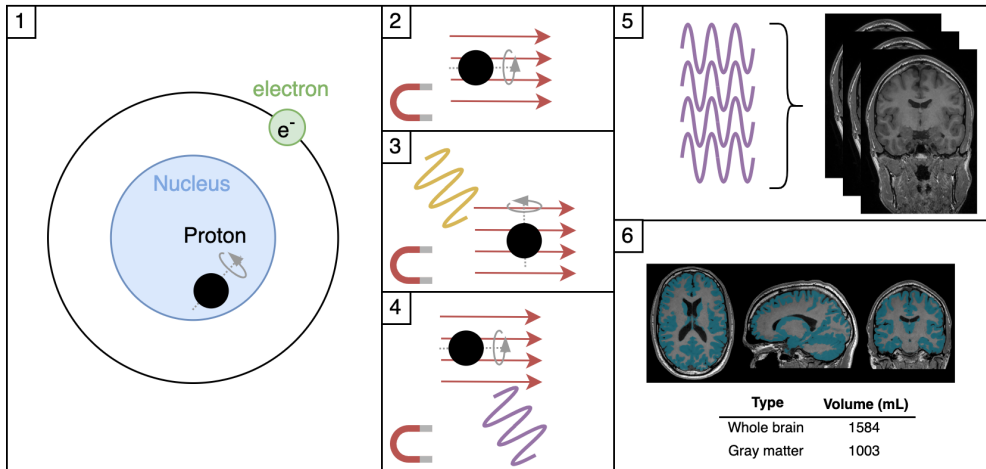 1
electron
e-
Nucleus
Proton
2
3
4
5
6
Type Volume (mL)
Whole brain 1584
Gray matter 1003